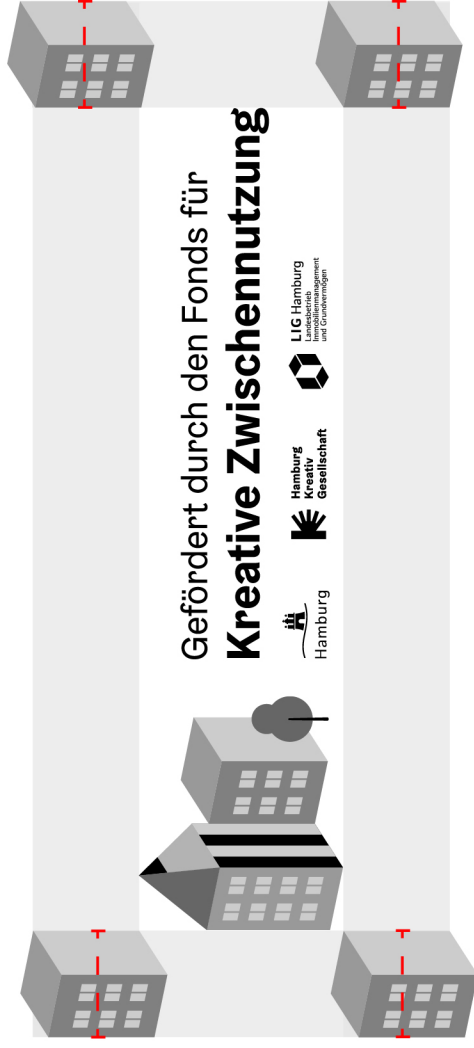 Gefördert durch den Fonds für
Kreative Zwischennutzung
Hamburg
Hamburg
Kreativ
Gesellschaft
LIG Hamburg
Landesbetrieb
Immobilienmanagement
und Grundvermögen